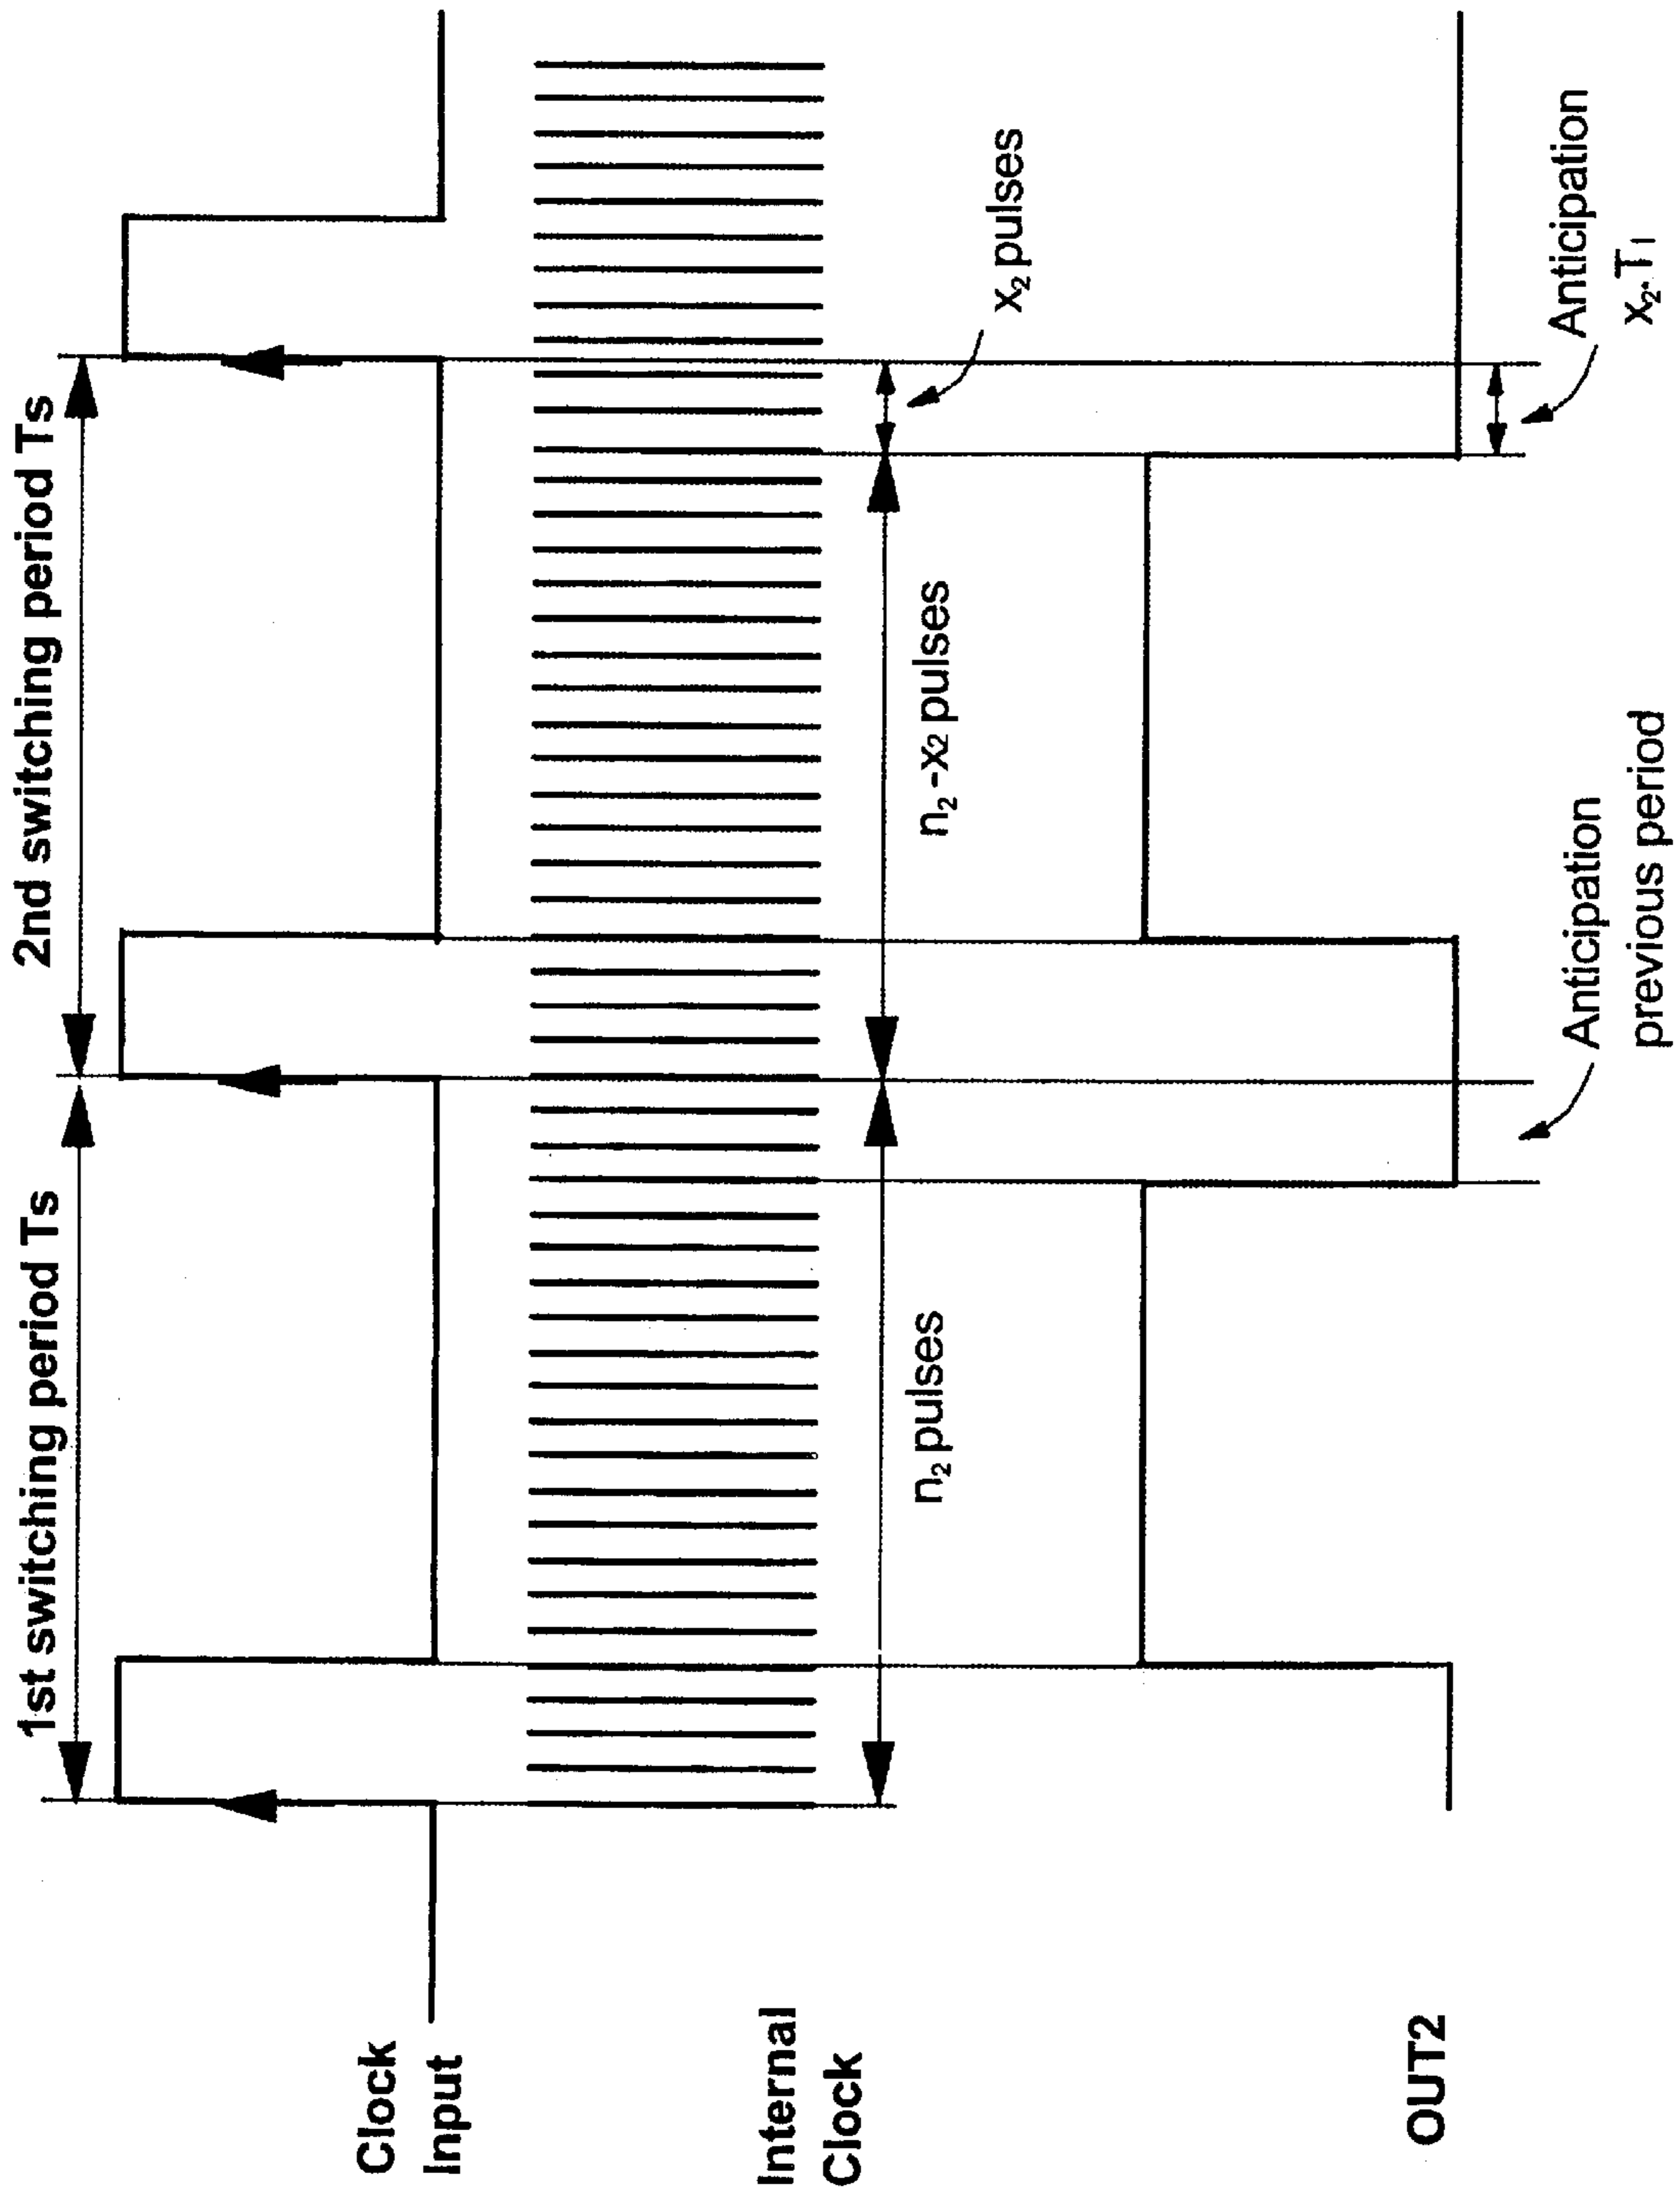 1st switching period Ts
2nd switching period Ts
Clock
Input
Internal
Clock
n₂ pulses
n₂-x₂ pulses
x₂ pulses
OUT2
Anticipation
previous period
Anticipation
x₂.T₁